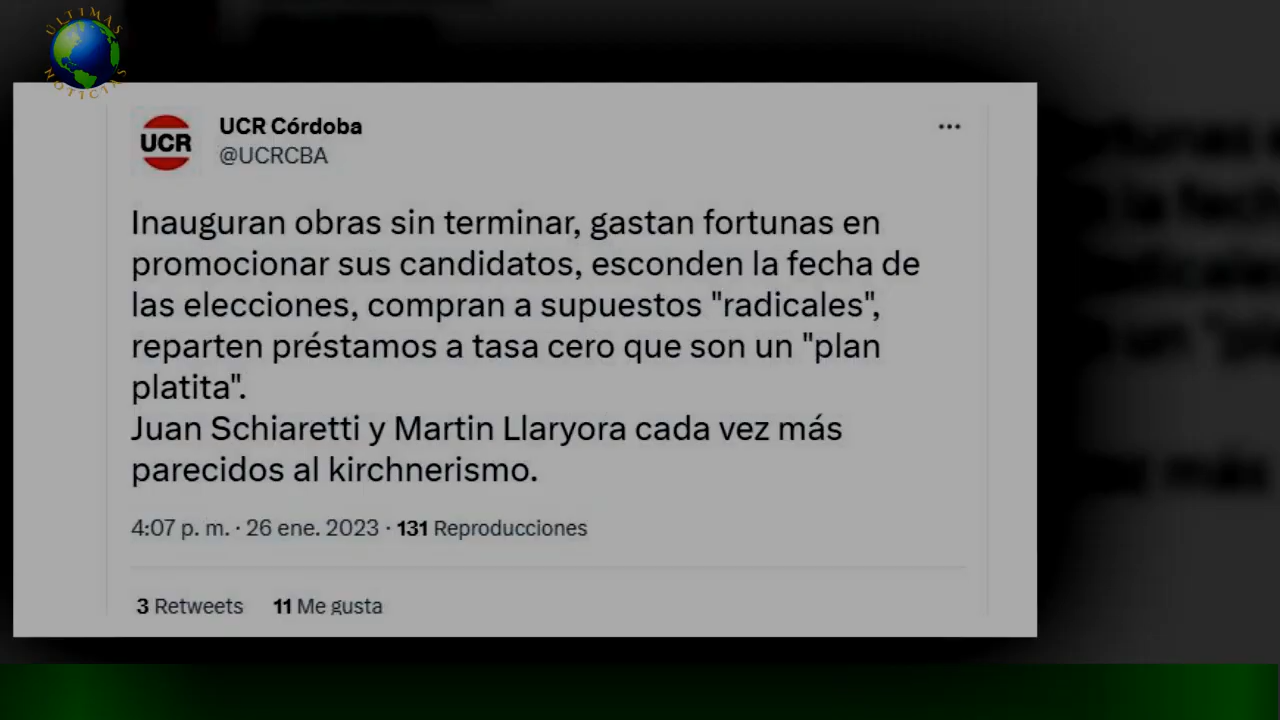 ÚLTIMAS
NOTICIAS
UCR
UCR Córdoba
@UCRCBA
Inauguran obras sin terminar, gastan fortunas en
promocionar sus candidatos, esconden la fecha de
las elecciones, compran a supuestos "radicales",
reparten préstamos a tasa cero que son un "plan
platita".
Juan Schiaretti y Martin Llaryora cada vez más
parecidos al kirchnerismo.
4:07 p. m. · 26 ene. 2023 · 131 Reproducciones
3 Retweets 11 Me gusta